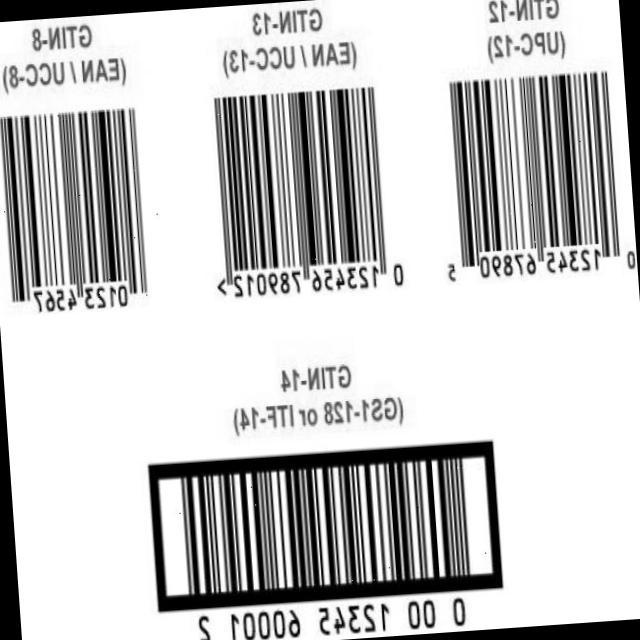 GTIN-12
(UPC-12)
0 12345 67890 5
GTIN-13
(EAN / UCC-13)
0 123456 789012 >
GTIN-8
(EAN / UCC-8)
0123 4567
GTIN-14
(GS1-128 or ITF-14)
0 00 12345 60001 2